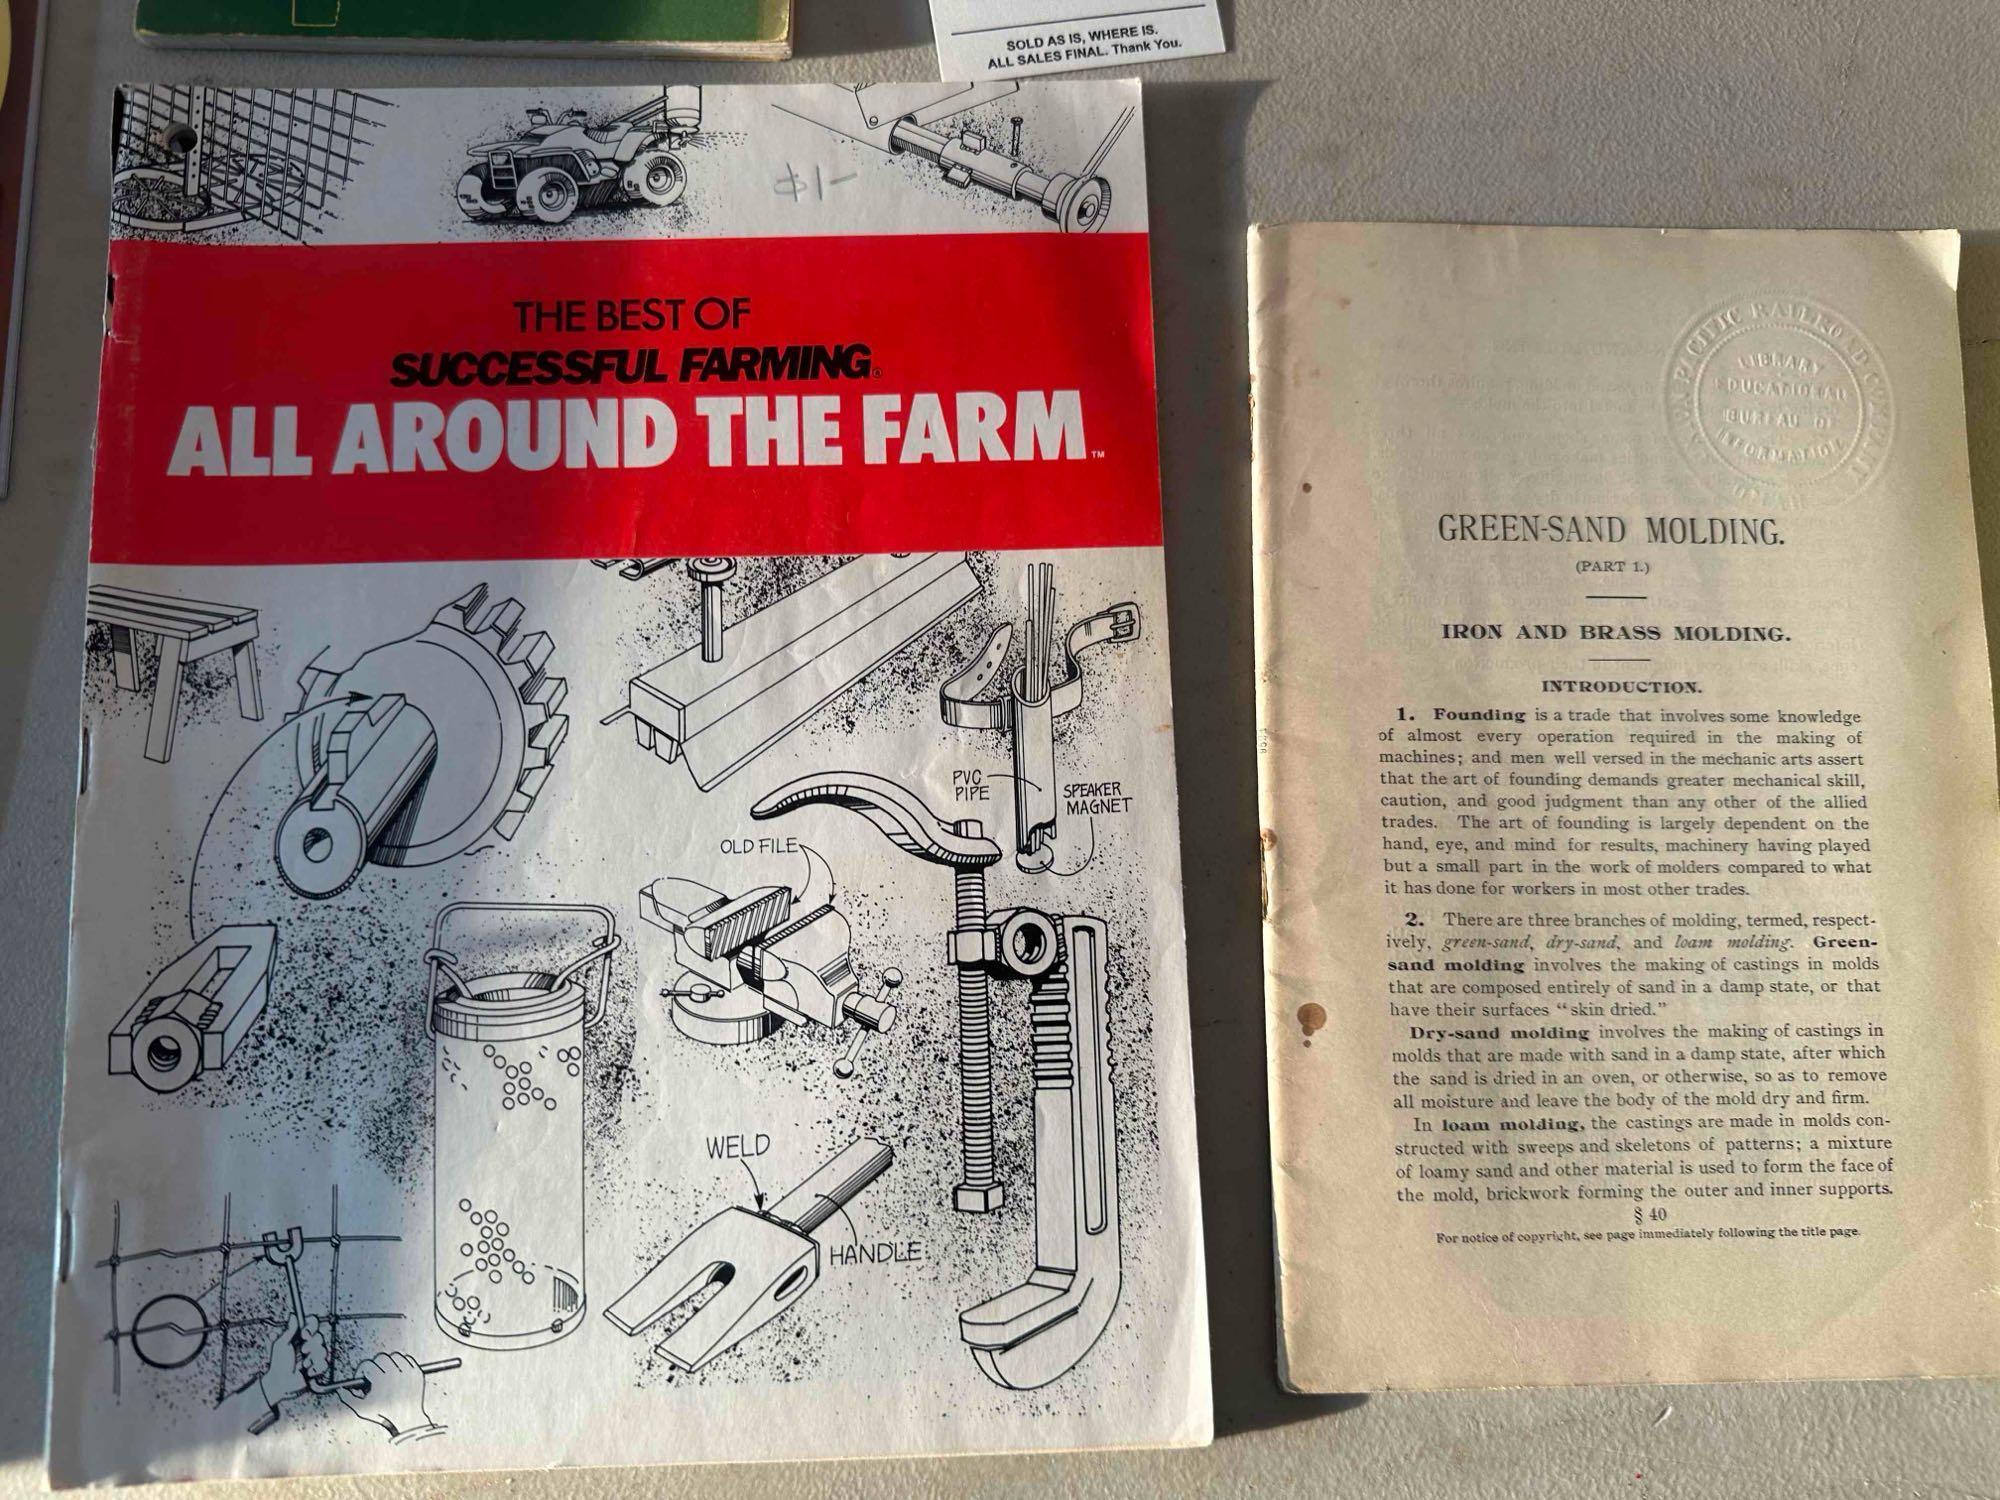 SOLD AS IS, WHERE IS.
ALL SALES FINAL. Thank You.
$1-
THE BEST OF
SUCCESSFUL FARMING®
ALL AROUND THE FARM™
PVC
PIPE
SPEAKER
MAGNET
OLD FILE
WELD
HANDLE
PACIFIC RAILROAD COMPANY
LIBRARY
EDUCATIONAL
BUREAU OF
INFORMATION
GREEN-SAND MOLDING.
(PART 1.)
IRON AND BRASS MOLDING.
INTRODUCTION.
1. Founding is a trade that involves some knowledge
of almost every operation required in the making of
machines; and men well versed in the mechanic arts assert
that the art of founding demands greater mechanical skill,
caution, and good judgment than any other of the allied
trades. The art of founding is largely dependent on the
hand, eye, and mind for results, machinery having played
but a small part in the work of molders compared to what
it has done for workers in most other trades.
2. There are three branches of molding, termed, respect-
ively, green-sand, dry-sand, and loam molding. Green-
sand molding involves the making of castings in molds
that are composed entirely of sand in a damp state, or that
have their surfaces “skin dried.”
Dry-sand molding involves the making of castings in
molds that are made with sand in a damp state, after which
the sand is dried in an oven, or otherwise, so as to remove
all moisture and leave the body of the mold dry and firm.
In loam molding, the castings are made in molds con-
structed with sweeps and skeletons of patterns; a mixture
of loamy sand and other material is used to form the face of
the mold, brickwork forming the outer and inner supports.
§ 40
For notice of copyright, see page immediately following the title page.